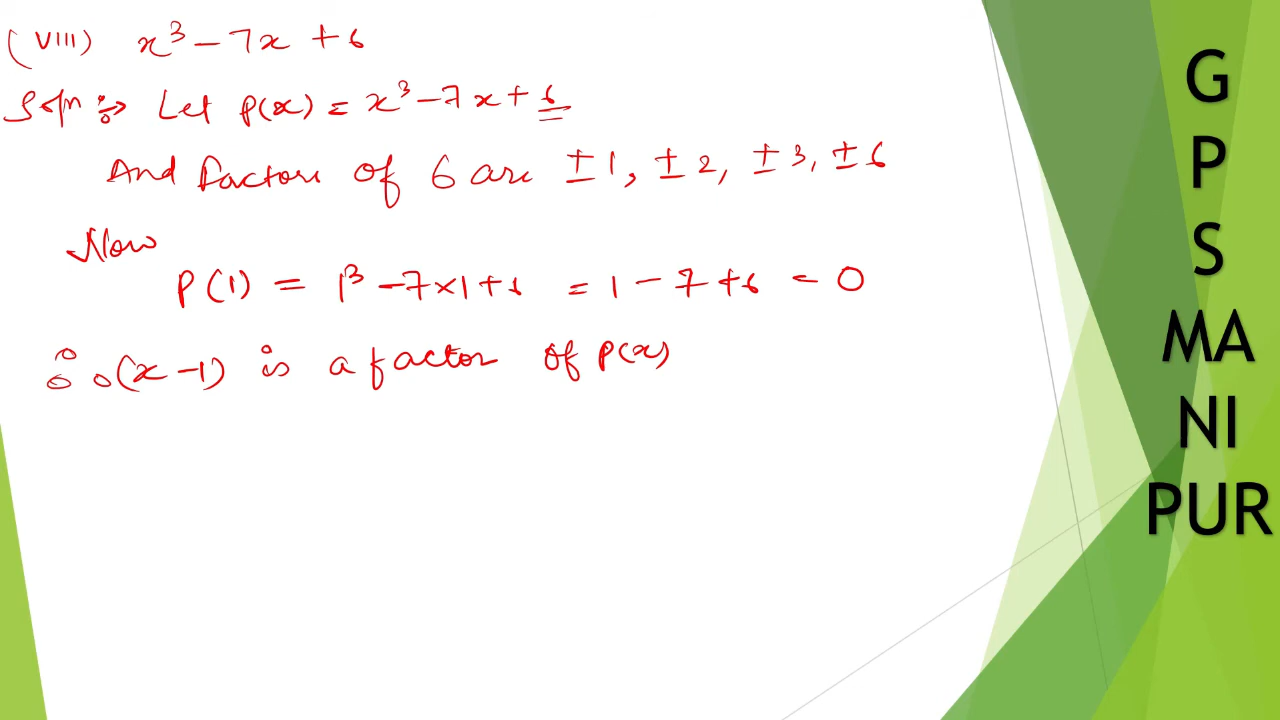 (VIII) x³ - 7x + 6
Soln :→ Let p(x) = x³ - 7x + 6
And factors of 6 are ±1, ±2, ±3, ±6
Now
P(1) = 1³ - 7×1 + 6 = 1 - 7 + 6 = 0
∴ (x - 1) is a factor of P(x)
G
P
S
MA
NI
PUR